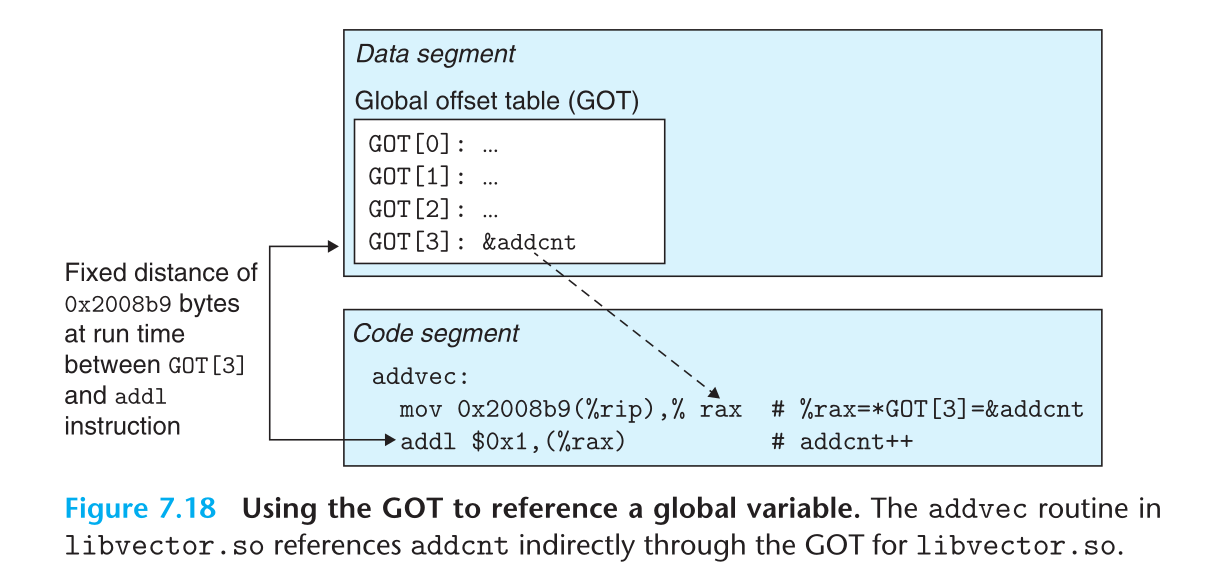 Data segment
Global offset table (GOT)
GOT[0]: …
GOT[1]: …
GOT[2]: …
GOT[3]: &addcnt
Fixed distance of
0x2008b9 bytes
at run time
between GOT[3]
and addl
instruction
Code segment
addvec:
mov 0x2008b9(%rip),% rax # %rax=*GOT[3]=&addcnt
addl $0x1,(%rax) # addcnt++
Figure 7.18 Using the GOT to reference a global variable. The addvec routine in
libvector.so references addcnt indirectly through the GOT for libvector.so.